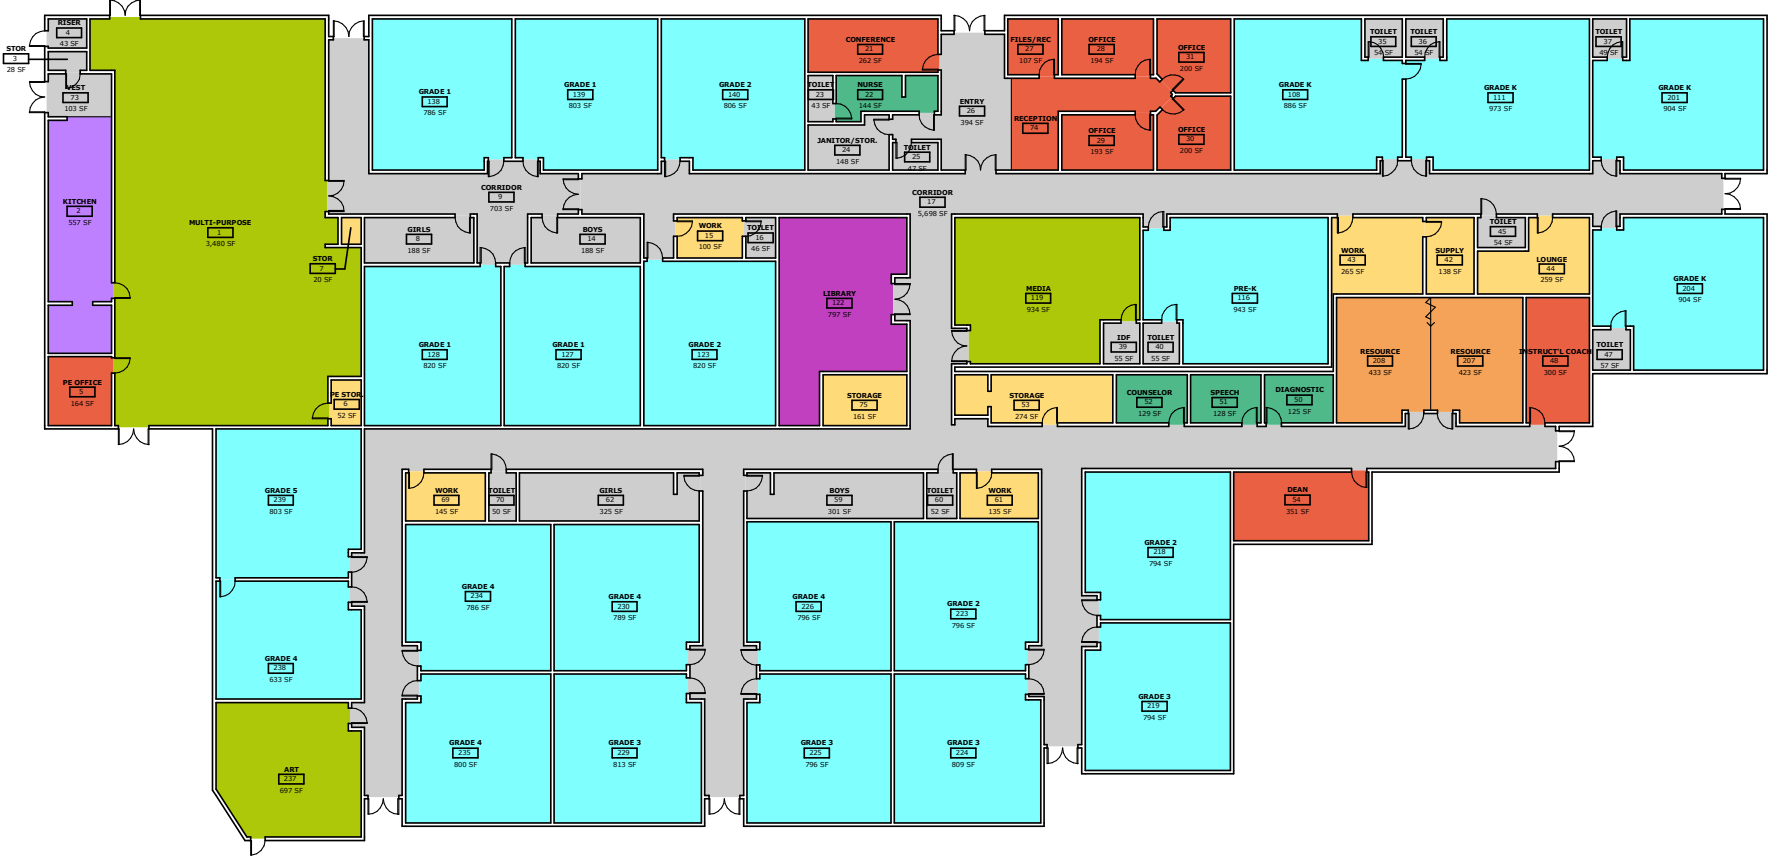 RISER
4
43 SF
STOR
3
28 SF
VEST
73
103 SF
KITCHEN
2
557 SF
MULTI-PURPOSE
1
3,480 SF
PE OFFICE
5
164 SF
PE STOR.
6
52 SF
STOR
7
20 SF
GRADE 1
138
786 SF
GRADE 1
139
803 SF
GRADE 2
140
806 SF
CONFERENCE
21
262 SF
TOILET
23
43 SF
NURSE
22
144 SF
JANITOR/STOR.
24
148 SF
TOILET
25
47 SF
ENTRY
26
394 SF
FILES/REC
27
107 SF
OFFICE
28
194 SF
OFFICE
31
200 SF
RECEPTION
74
OFFICE
29
193 SF
OFFICE
30
200 SF
GRADE K
108
886 SF
TOILET
35
54 SF
TOILET
36
54 SF
GRADE K
111
973 SF
TOILET
37
49 SF
GRADE K
201
904 SF
CORRIDOR
9
703 SF
CORRIDOR
17
5,698 SF
GIRLS
8
188 SF
BOYS
14
188 SF
WORK
15
100 SF
TOILET
16
46 SF
LIBRARY
122
797 SF
STORAGE
75
161 SF
GRADE 1
128
820 SF
GRADE 1
127
820 SF
GRADE 2
123
820 SF
MEDIA
119
934 SF
IDF
39
55 SF
TOILET
40
55 SF
PRE-K
116
943 SF
WORK
43
265 SF
SUPPLY
42
138 SF
TOILET
45
54 SF
LOUNGE
44
259 SF
GRADE K
204
904 SF
TOILET
47
57 SF
RESOURCE
208
433 SF
RESOURCE
207
423 SF
INSTRUCT'L COACH
48
300 SF
STORAGE
53
274 SF
COUNSELOR
52
129 SF
SPEECH
51
128 SF
DIAGNOSTIC
50
125 SF
GRADE 5
239
803 SF
GRADE 4
238
633 SF
ART
237
697 SF
WORK
69
145 SF
TOILET
70
50 SF
GIRLS
62
325 SF
BOYS
59
301 SF
TOILET
60
52 SF
WORK
61
135 SF
DEAN
54
351 SF
GRADE 4
234
786 SF
GRADE 4
230
789 SF
GRADE 4
226
796 SF
GRADE 2
223
796 SF
GRADE 2
218
794 SF
GRADE 4
235
800 SF
GRADE 3
229
813 SF
GRADE 3
225
796 SF
GRADE 3
224
809 SF
GRADE 3
219
794 SF